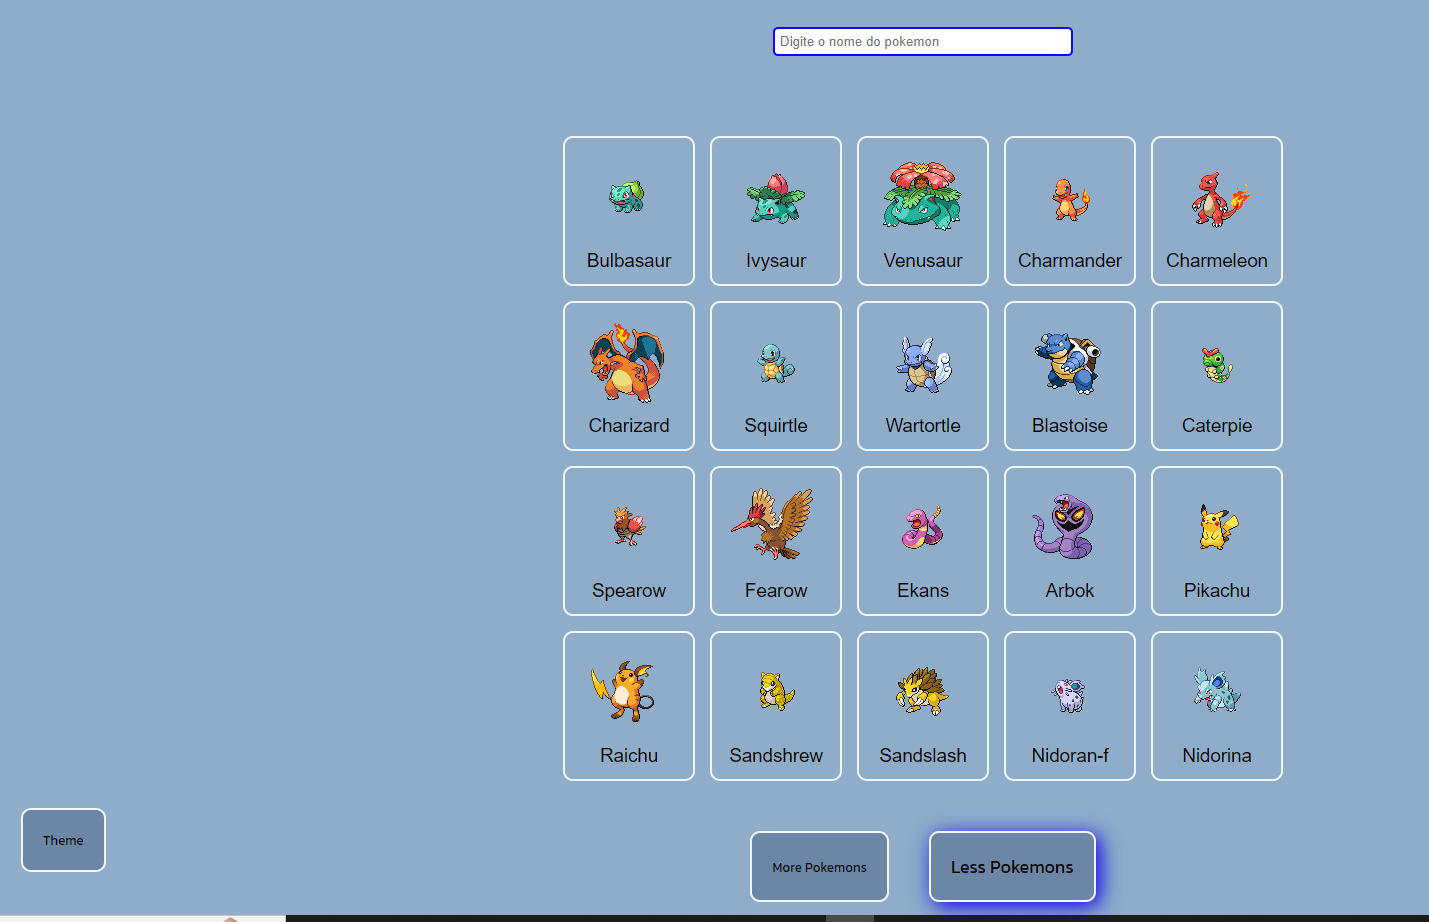 Digite o nome do pokemon
Bulbasaur
Ivysaur
Venusaur
Charmander
Charmeleon
Charizard
Squirtle
Wartortle
Blastoise
Caterpie
Spearow
Fearow
Ekans
Arbok
Pikachu
Raichu
Sandshrew
Sandslash
Nidoran-f
Nidorina
Theme
More Pokemons
Less Pokemons